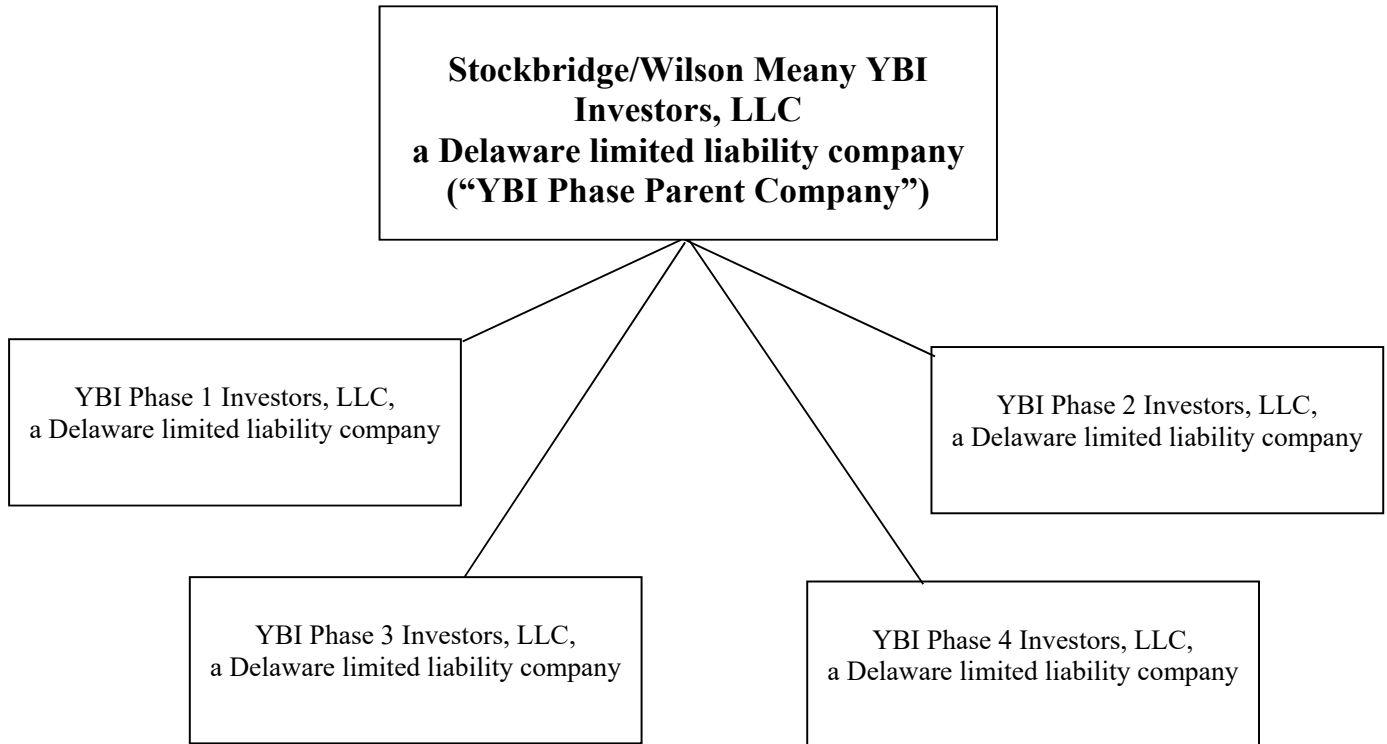 Stockbridge/Wilson Meany YBI
Investors, LLC
a Delaware limited liability company
(“YBI Phase Parent Company”)
YBI Phase 1 Investors, LLC,
a Delaware limited liability company
YBI Phase 2 Investors, LLC,
a Delaware limited liability company
YBI Phase 3 Investors, LLC,
a Delaware limited liability company
YBI Phase 4 Investors, LLC,
a Delaware limited liability company